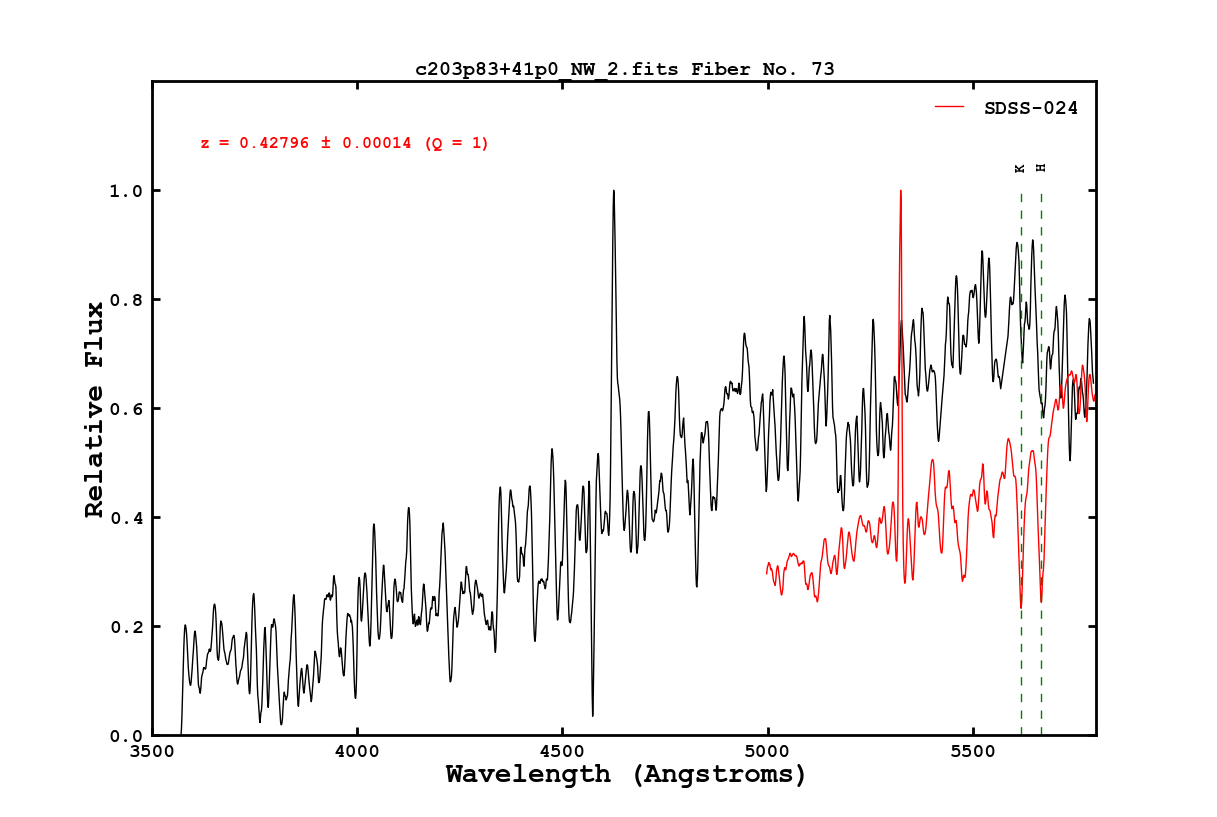 c203p83+41p0_NW_2.fits Fiber No. 73
SDSS-024
z = 0.42796 ± 0.00014 (Q = 1)
K H
1.0
0.8
0.6
0.4
0.2
0.0
Relative Flux
3500 4000 4500 5000 5500
Wavelength (Angstroms)